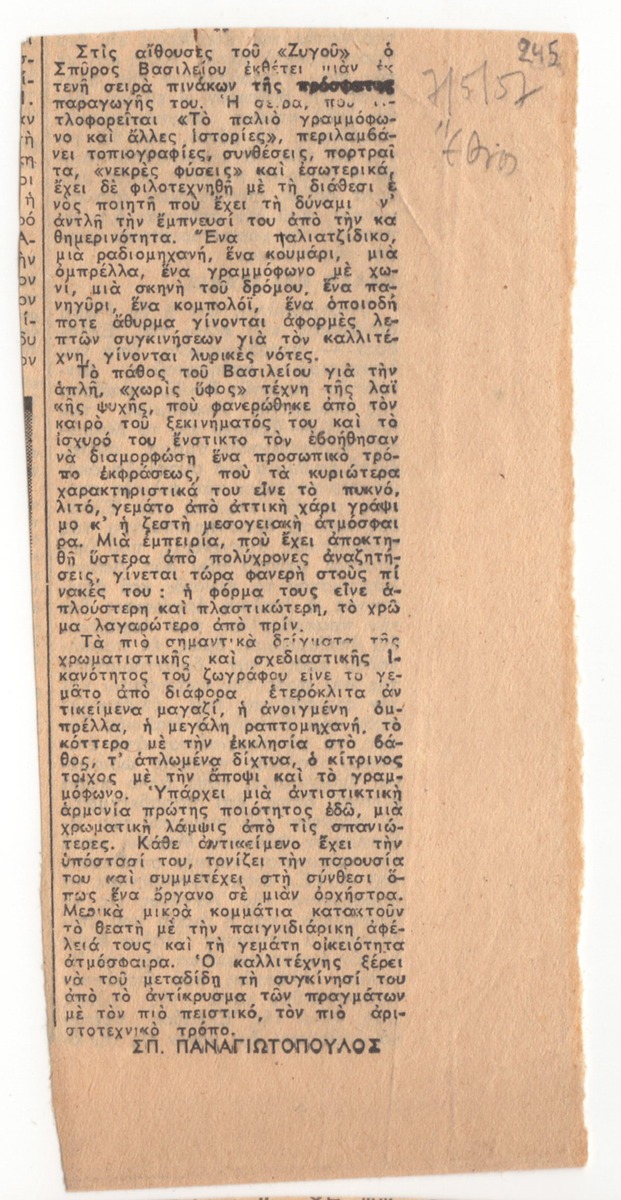 245
7/5/57
"Έθνος
Στὶς αἴθουσες τοῦ «Ζυγοῦ» ὁ
Σπῦρος Βασιλείου ἐκθέτει μιὰν ἐκ
τενῆ σειρὰ πινάκων τῆς πρόσφατης
παραγωγῆς του. Ἡ σειρα, ποὺ τι-
τλοφορεῖται «Τὸ παλιὸ γραμμόφω-
νο καὶ ἄλλες ἱστορίες», περιλαμβά-
νει τοπιογραφίες, συνθέσεις, πορτραῖ
τα, «νεκρὲς φύσεις» καὶ ἐσωτερικά,
ἔχει δὲ φιλοτεχνηθῆ μὲ τὴ διάθεσι ἑ
νὸς ποιητῆ ποὺ ἔχει τὴ δύναμι ν'
ἀντλῆ τὴν ἔμπνευσί του ἀπὸ τὴν κα
θημερινότητα. Ἕνα παλιατζίδικο,
μιὰ ραδιομηχανή, ἕνα κουμάρι, μιὰ
ὀμπρέλλα, ἕνα γραμμόφωνο μὲ χω-
νί, μιὰ σκηνὴ τοῦ δρόμου, ἕνα πα-
νηγῦρι, ἕνα κομπολόϊ, ἕνα ὁποιοδή
ποτε ἄθυρμα γίνονται ἀφορμὲς λε-
πτῶν συγκινήσεων γιὰ τὸν καλλιτέ-
χνη, γίνονται λυρικὲς νότες.
Τὸ πάθος τοῦ Βασιλείου γιὰ τὴν
ἁπλῆ, «χωρὶς ὕφος» τέχνη τῆς λαϊ
κῆς ψυχῆς, ποὺ φανερώθηκε ἀπὸ τὸν
καιρὸ τοῦ ξεκινήματός του καὶ τὸ
ἰσχυρό του ἔνστικτο τὸν ἐβοήθησαν
νὰ διαμορφώση ἕνα προσωπικὸ τρό-
πο ἐκφράσεως, ποὺ τὰ κυριώτερα
χαρακτηριστικά του εἶνε τὸ πυκνό,
λιτό, γεμάτο ἀπὸ ἀττικὴ χάρι γράψι
μο κ' ἡ ζεστὴ μεσογειακὴ ἀτμόσφαι
ρα. Μιὰ ἐμπειρία, ποὺ ἔχει ἀποκτη-
θῆ ὕστερα ἀπὸ πολύχρονες ἀναζητή-
σεις, γίνεται τώρα φανερὴ στοὺς πί
νακές του : ἡ φόρμα τους εἶνε ἁ-
πλούστερη καὶ πλαστικώτερη, τὸ χρῶ
μα λαγαρώτερο ἀπὸ πρίν.
Τὰ πιὸ σημαντικὰ δείγματα τῆς
χρωματιστικῆς καὶ σχεδιαστικῆς ἱ-
κανότητος τοῦ ζωγράφου εἶνε τὸ γε-
μᾶτο ἀπὸ διάφορα ἑτερόκλιτα ἀν
τικείμενα μαγαζί, ἡ ἀνοιγμένη ὀμ-
πρέλλα, ἡ μεγάλη ραπτομηχανή, τὸ
κόττερο μὲ τὴν ἐκκλησία στὸ βά-
θος, τ' ἁπλωμένα δίχτυα, ὁ κίτρινος
τοῖχος μὲ τὴν ἄποψι καὶ τὸ γραμ-
μόφωνο. Ὑπάρχει μιὰ ἀντιστικτικὴ
ἁρμονία πρώτης ποιότητος ἐδῶ, μιὰ
χρωματικὴ λάμψις ἀπὸ τὶς σπανιώ-
τερες. Κάθε ἀντικείμενο ἔχει τὴν
ὑπόστασί του, τονίζει τὴν παρουσία
του καὶ συμμετέχει στὴ σύνθεσι ὅ-
πως ἕνα ὄργανο σὲ μιὰν ὀρχήστρα.
Μερικὰ μικρὰ κομμάτια κατακτοῦν
τὸ θεατὴ μὲ τὴν παιγνιδιάρικη ἀφέ-
λειά τους καὶ τὴ γεμάτη οἰκειότητα
ἀτμόσφαιρα. Ὁ καλλιτέχνης ξέρει
νὰ τοῦ μεταδίδη τὴ συγκίνησί του
ἀπὸ τὸ ἀντίκρυσμα τῶν πραγμάτων
μὲ τὸν πιὸ πειστικό, τὸν πιὸ ἀρι-
στοτεχνικὸ τρόπο.
ΣΠ. ΠΑΝΑΓΙΩΤΟΠΟΥΛΟΣ